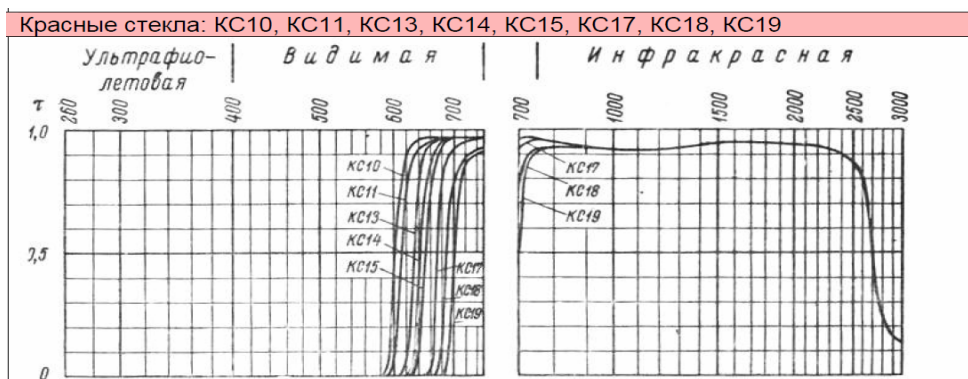 Красные стекла: КС10, КС11, КС13, КС14, КС15, КС17, КС18, КС19
Ультрафио-
летовая
Видимая
Инфракрасная
τ
260
300
400
500
600
700
700
1000
1500
2000
2500
3000
1,0
0,5
0
КС10
КС11
КС13
КС14
КС15
КС17
КС18
КС19
КС17
КС18
КС19